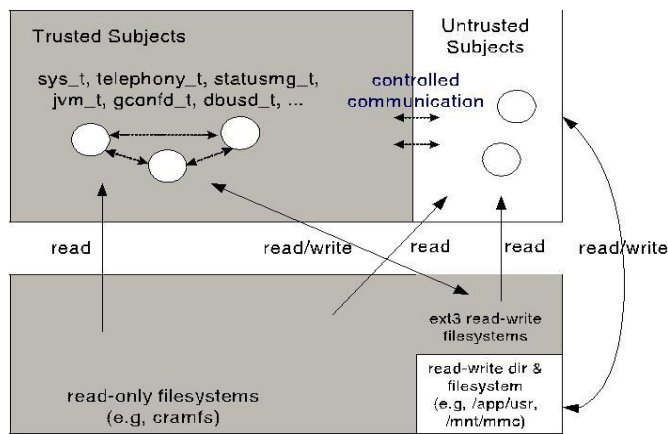 Trusted Subjects
sys_t, telephony_t, statusmg_t,
jvm_t, gconfd_t, dbusd_t, ...
Untrusted
Subjects
controlled
communication
read
read/write
read
read
read/write
ext3 read-write
filesystems
read-only filesystems
(e.g, cramfs)
read-write dir &
filesystem
(e.g, /app/usr,
/mnt/mmc)